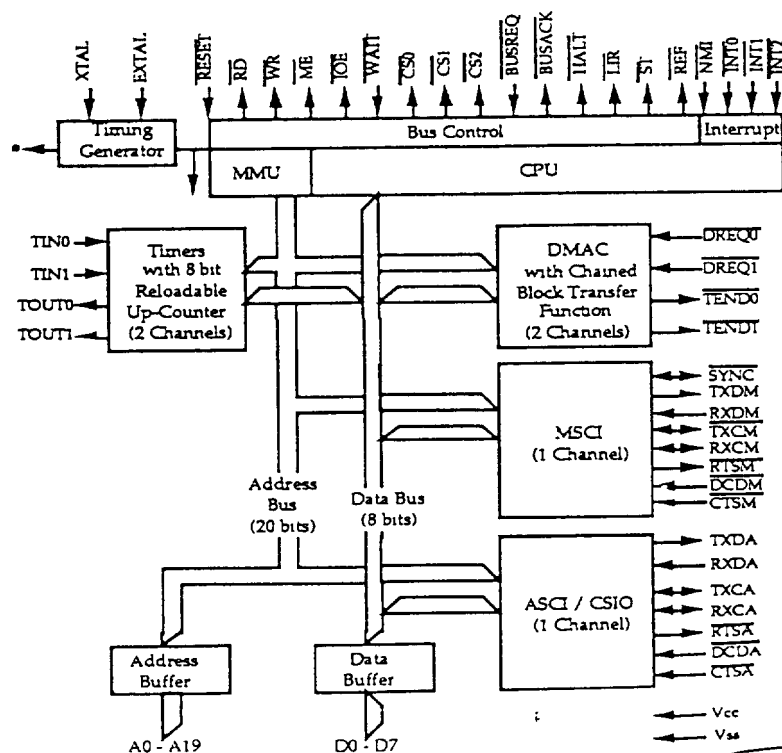 XTAL
EXTAL
RESET
RD
WR
ME
IOE
WAIT
CS0
CS1
CS2
BUSREQ
BUSACK
HALT
LIR
ST
REF
NMI
INT0
INT1
INT2
Timing
Generator
Bus Control
Interrupt
MMU
CPU
TIN0
TIN1
TOUT0
TOUT1
Timers
with 8 bit
Reloadable
Up-Counter
(2 Channels)
DMAC
with Chained
Block Transfer
Function
(2 Channels)
DREQ0
DREQ1
TEND0
TEND1
MSCI
(1 Channel)
SYNC
TXDM
RXDM
TXCM
RXCM
RTSM
DCDM
CTSM
Address
Bus
(20 bits)
Data Bus
(8 bits)
ASCI / CSIO
(1 Channel)
TXDA
RXDA
TXCA
RXCA
RTSA
DCDA
CTSA
Address
Buffer
Data
Buffer
A0 - A19
D0 - D7
Vcc
Vss